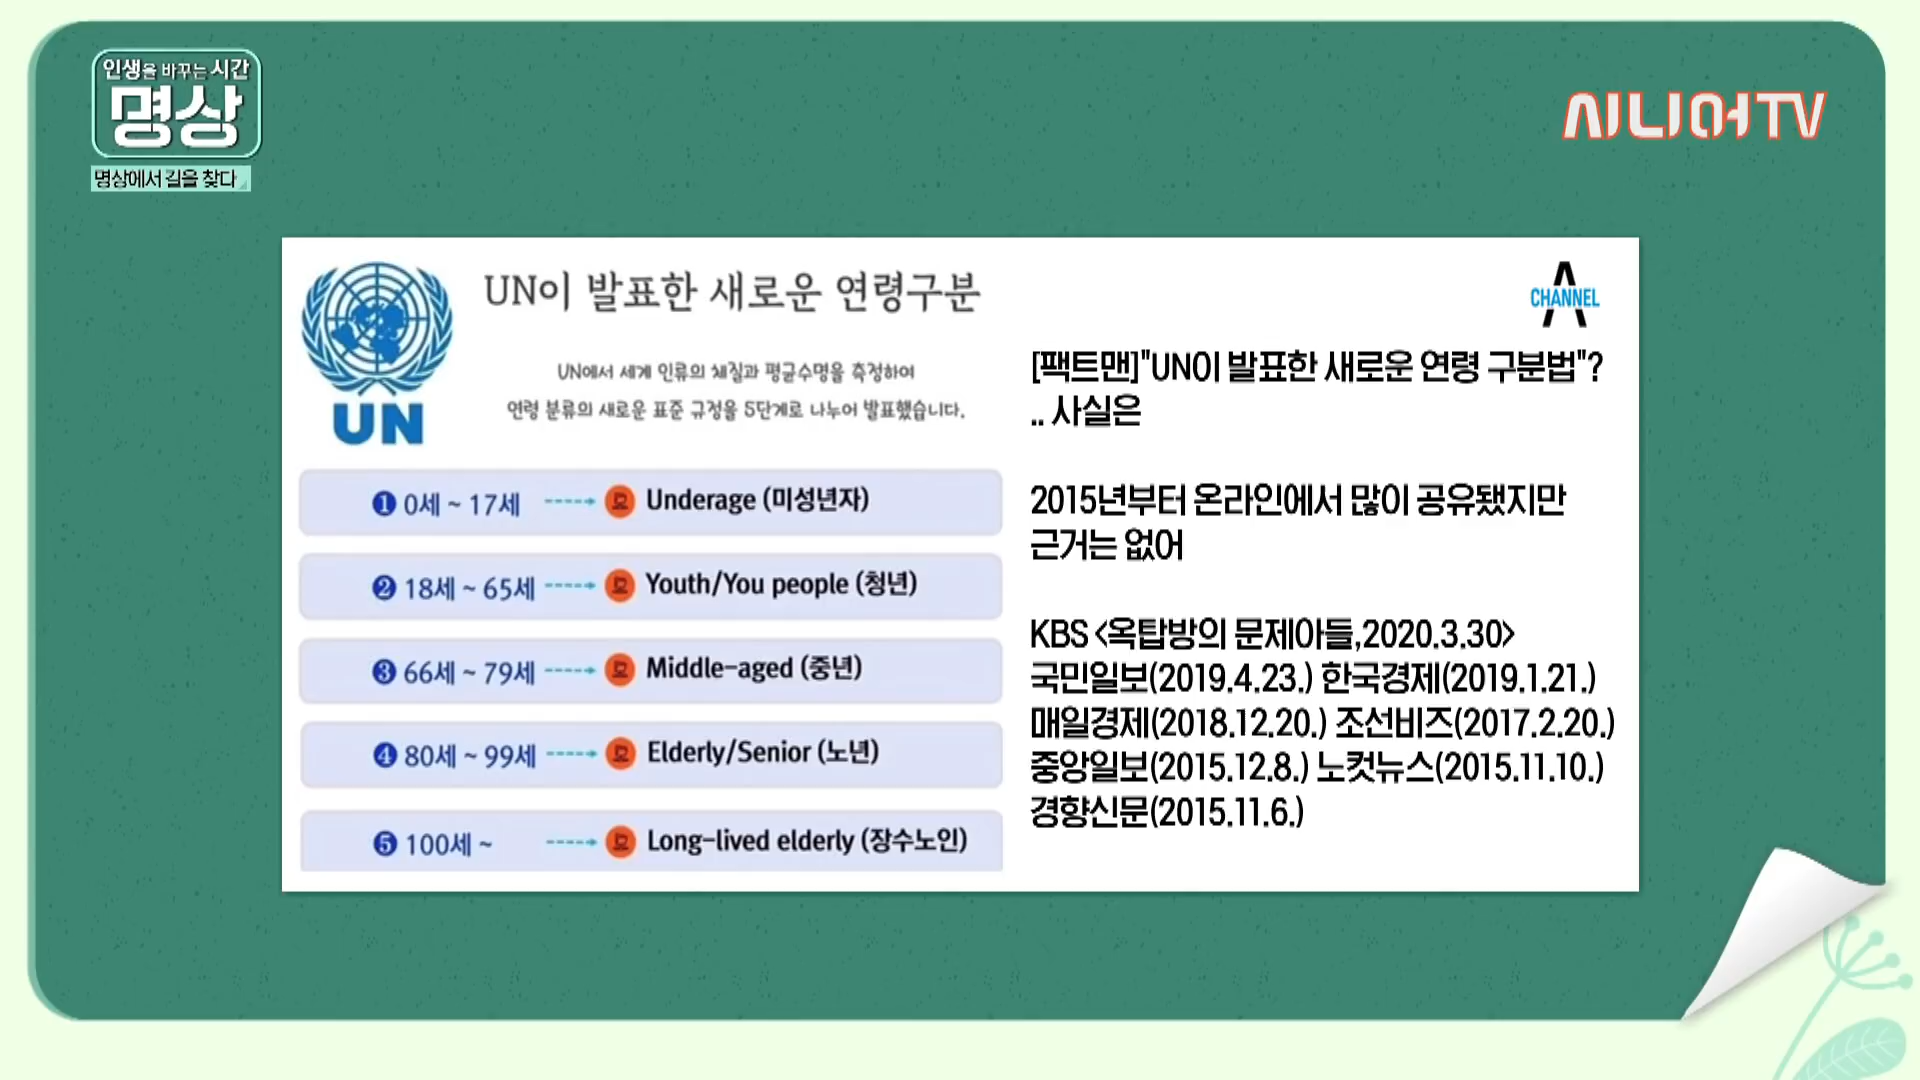 인생을 바꾸는 시간
명상
명상에서 길을 찾다
시니어TV
UN
UN이 발표한 새로운 연령구분
UN에서 세계 인류의 체질과 평균수명을 측정하여
연령 분류의 새로운 표준 규정을 5단계로 나누어 발표했습니다.
❶ 0세 ~ 17세 Underage (미성년자)
❷ 18세 ~ 65세 Youth/You people (청년)
❸ 66세 ~ 79세 Middle-aged (중년)
❹ 80세 ~ 99세 Elderly/Senior (노년)
❺ 100세 ~ Long-lived elderly (장수노인)
CHANNEL A
[팩트맨]"UN이 발표한 새로운 연령 구분법"?
.. 사실은
2015년부터 온라인에서 많이 공유됐지만
근거는 없어
KBS <옥탑방의 문제아들,2020.3.30>
국민일보(2019.4.23.) 한국경제(2019.1.21.)
매일경제(2018.12.20.) 조선비즈(2017.2.20.)
중앙일보(2015.12.8.) 노컷뉴스(2015.11.10.)
경향신문(2015.11.6.)